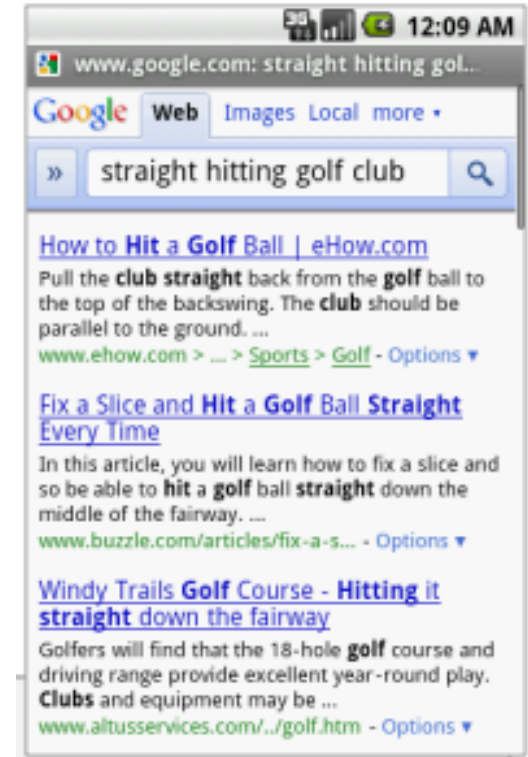 3G 12:09 AM
www.google.com: straight hitting gol...
Google Web Images Local more ▾
» straight hitting golf club
How to Hit a Golf Ball | eHow.com
Pull the club straight back from the golf ball to
the top of the backswing. The club should be
parallel to the ground. ...
www.ehow.com > ... > Sports > Golf - Options ▾
Fix a Slice and Hit a Golf Ball Straight
Every Time
In this article, you will learn how to fix a slice and
so be able to hit a golf ball straight down the
middle of the fairway. ...
www.buzzle.com/articles/fix-a-s... - Options ▾
Windy Trails Golf Course - Hitting it
straight down the fairway
Golfers will find that the 18-hole golf course and
driving range provide excellent year-round play.
Clubs and equipment may be ...
www.altusservices.com/../golf.htm - Options ▾